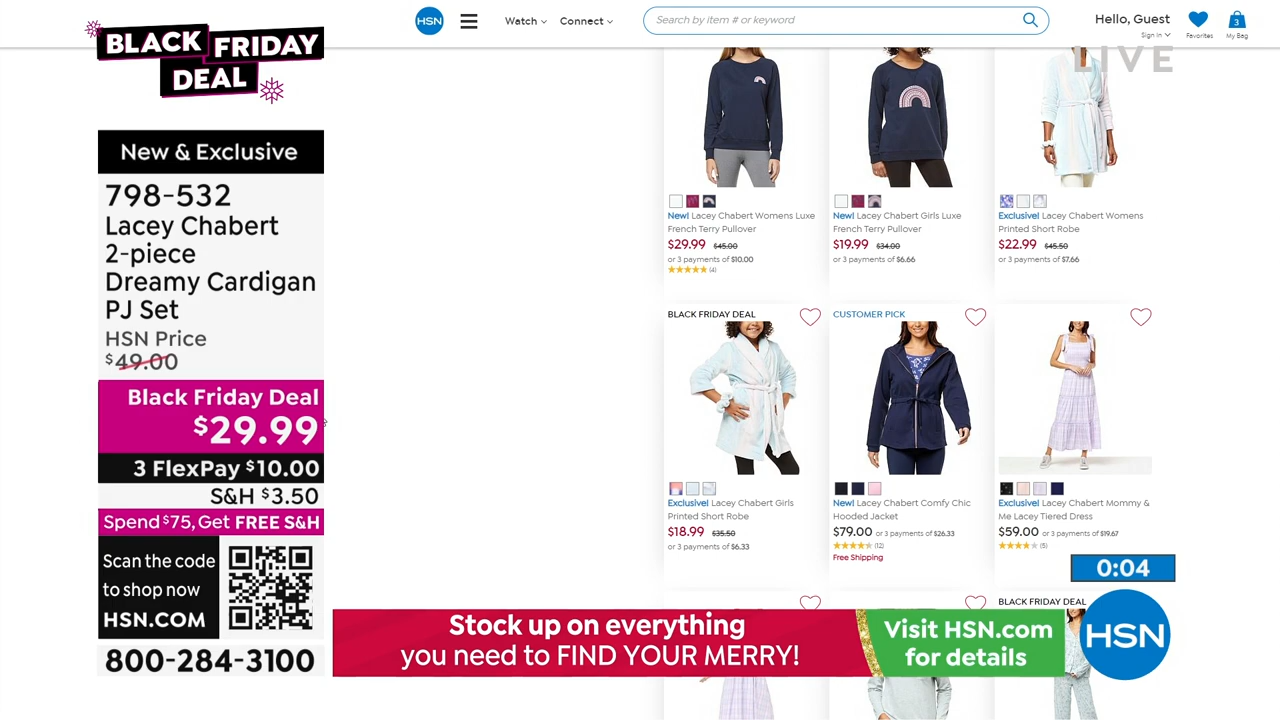 BLACK FRIDAY
DEAL
New & Exclusive
798-532
Lacey Chabert
2-piece
Dreamy Cardigan
PJ Set
HSN Price
$49.00
Black Friday Deal
$29.99
3 FlexPay $10.00
S&H $3.50
Spend $75, Get FREE S&H
Scan the code
to shop now
HSN.COM
800-284-3100
HSN
Watch
Connect
Search by item # or keyword
Hello, Guest
Sign in
Favorites
3
My Bag
LIVE
New! Lacey Chabert Womens Luxe
French Terry Pullover
$29.99 $45.00
or 3 payments of $10.00
(4)
New! Lacey Chabert Girls Luxe
French Terry Pullover
$19.99 $34.00
or 3 payments of $6.66
Exclusive! Lacey Chabert Womens
Printed Short Robe
$22.99 $45.50
or 3 payments of $7.66
BLACK FRIDAY DEAL
Exclusive! Lacey Chabert Girls
Printed Short Robe
$18.99 $35.50
or 3 payments of $6.33
CUSTOMER PICK
New! Lacey Chabert Comfy Chic
Hooded Jacket
$79.00 or 3 payments of $26.33
(12)
Free Shipping
Exclusive! Lacey Chabert Mommy &
Me Lacey Tiered Dress
$59.00 or 3 payments of $19.67
(5)
0:04
BLACK FRIDAY DEAL
Stock up on everything
you need to FIND YOUR MERRY!
Visit HSN.com
for details
HSN